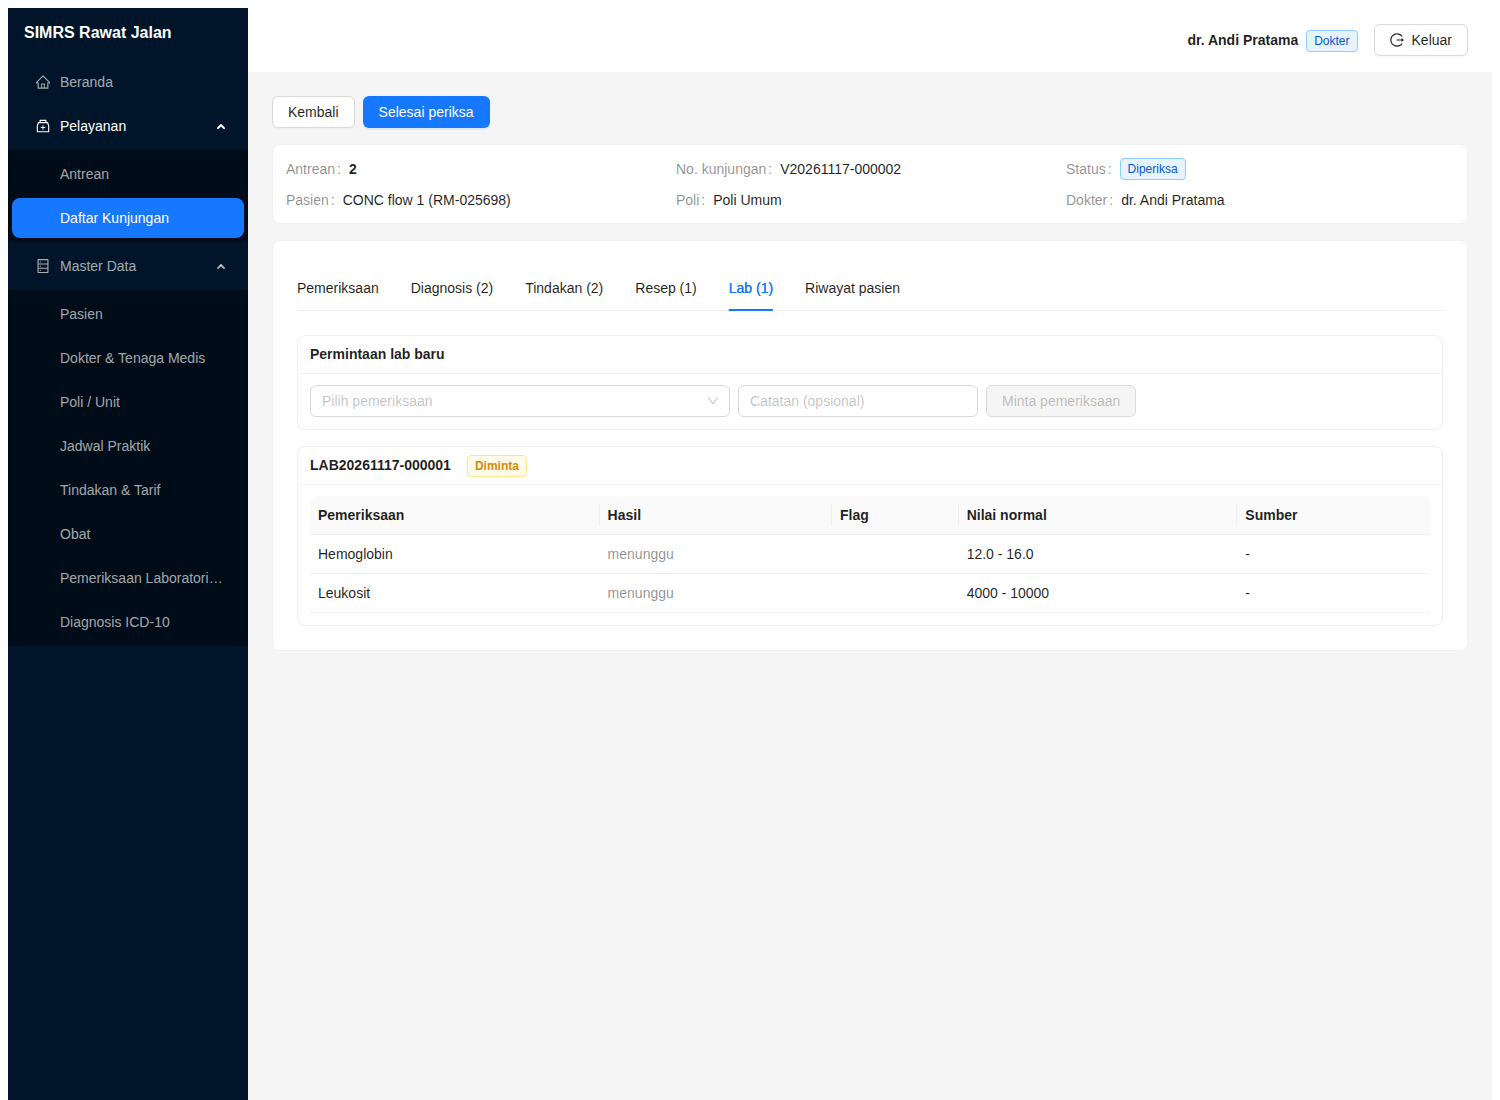 SIMRS Rawat Jalan
Beranda
Pelayanan
Antrean
Daftar Kunjungan
Master Data
Pasien
Dokter & Tenaga Medis
Poli / Unit
Jadwal Praktik
Tindakan & Tarif
Obat
Pemeriksaan Laboratori…
Diagnosis ICD-10
dr. Andi Pratama Dokter Keluar
Kembali Selesai periksa
Antrean : 2 No. kunjungan : V20261117-000002 Status : Diperiksa
Pasien : CONC flow 1 (RM-025698) Poli : Poli Umum Dokter : dr. Andi Pratama
Pemeriksaan Diagnosis (2) Tindakan (2) Resep (1) Lab (1) Riwayat pasien
Permintaan lab baru
Pilih pemeriksaan Catatan (opsional) Minta pemeriksaan
LAB20261117-000001 Diminta
Pemeriksaan Hasil Flag Nilai normal Sumber
Hemoglobin menunggu 12.0 - 16.0 -
Leukosit menunggu 4000 - 10000 -